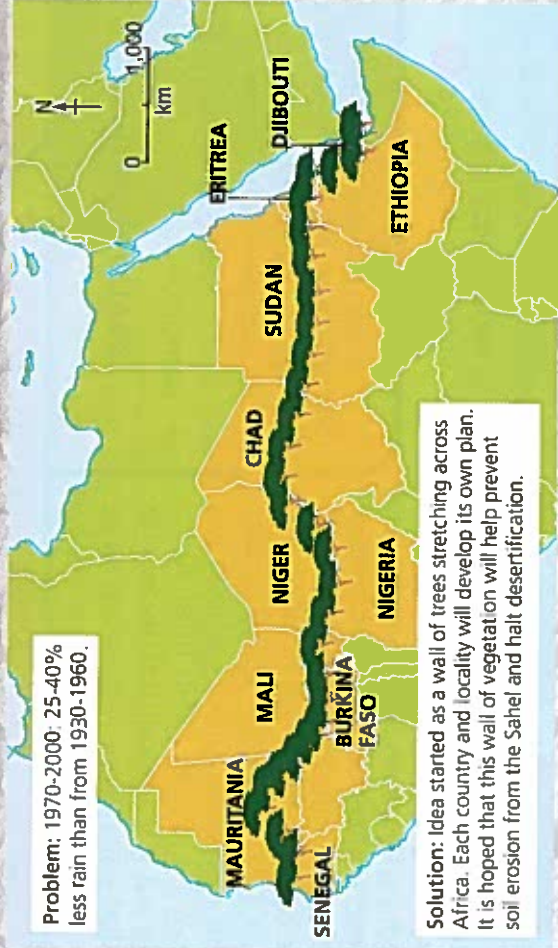 Problem: 1970-2000: 25-40%
less rain than from 1930-1960.
N
0 1,000
km
ERITREA
DJIBOUTI
SUDAN
ETHIOPIA
CHAD
NIGER
NIGERIA
MALI
BURKINA
FASO
MAURITANIA
SENEGAL
Solution: Idea started as a wall of trees stretching across
Africa. Each country and locality will develop its own plan.
It is hoped that this wall of vegetation will help prevent
soil erosion from the Sahel and halt desertification.